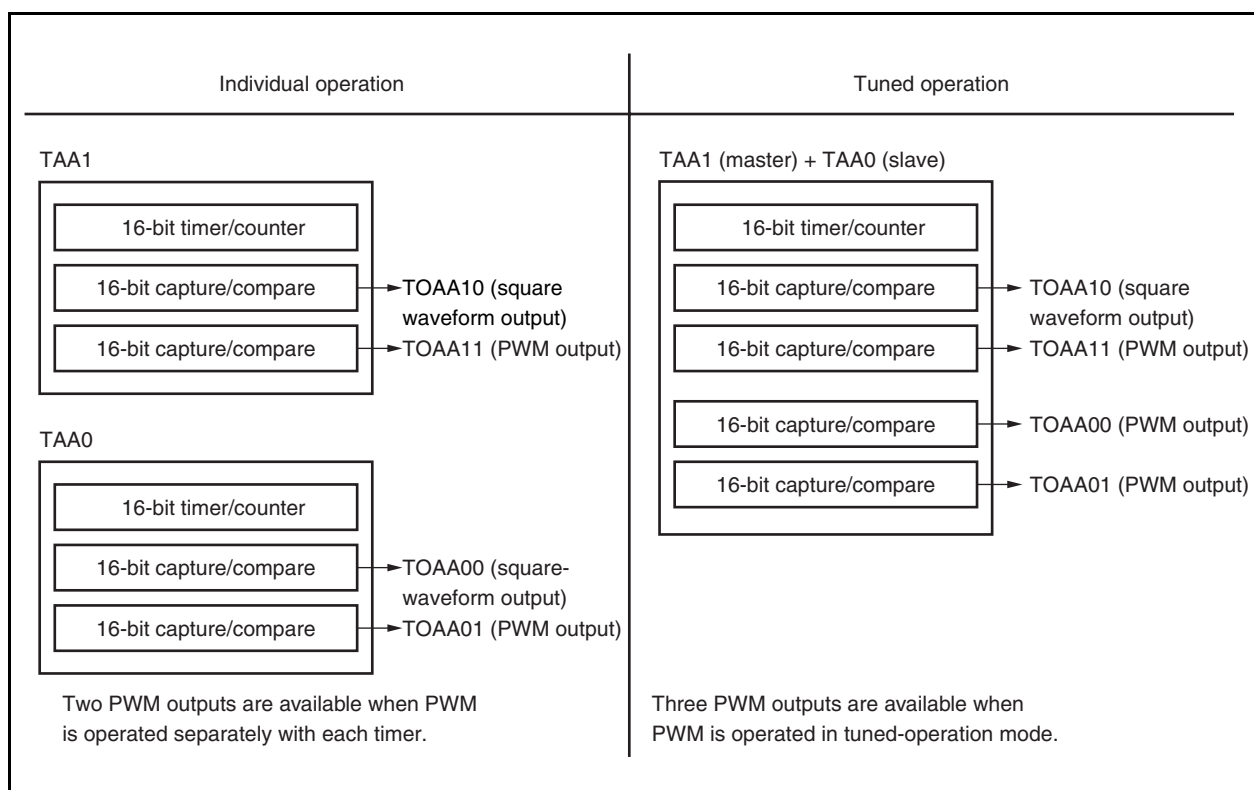 Individual operation
TAA1
16-bit timer/counter
16-bit capture/compare
TOAA10 (square
waveform output)
16-bit capture/compare
TOAA11 (PWM output)
TAA0
16-bit timer/counter
16-bit capture/compare
TOAA00 (square-
waveform output)
16-bit capture/compare
TOAA01 (PWM output)
Two PWM outputs are available when PWM
is operated separately with each timer.
Tuned operation
TAA1 (master) + TAA0 (slave)
16-bit timer/counter
16-bit capture/compare
TOAA10 (square
waveform output)
16-bit capture/compare
TOAA11 (PWM output)
16-bit capture/compare
TOAA00 (PWM output)
16-bit capture/compare
TOAA01 (PWM output)
Three PWM outputs are available when
PWM is operated in tuned-operation mode.